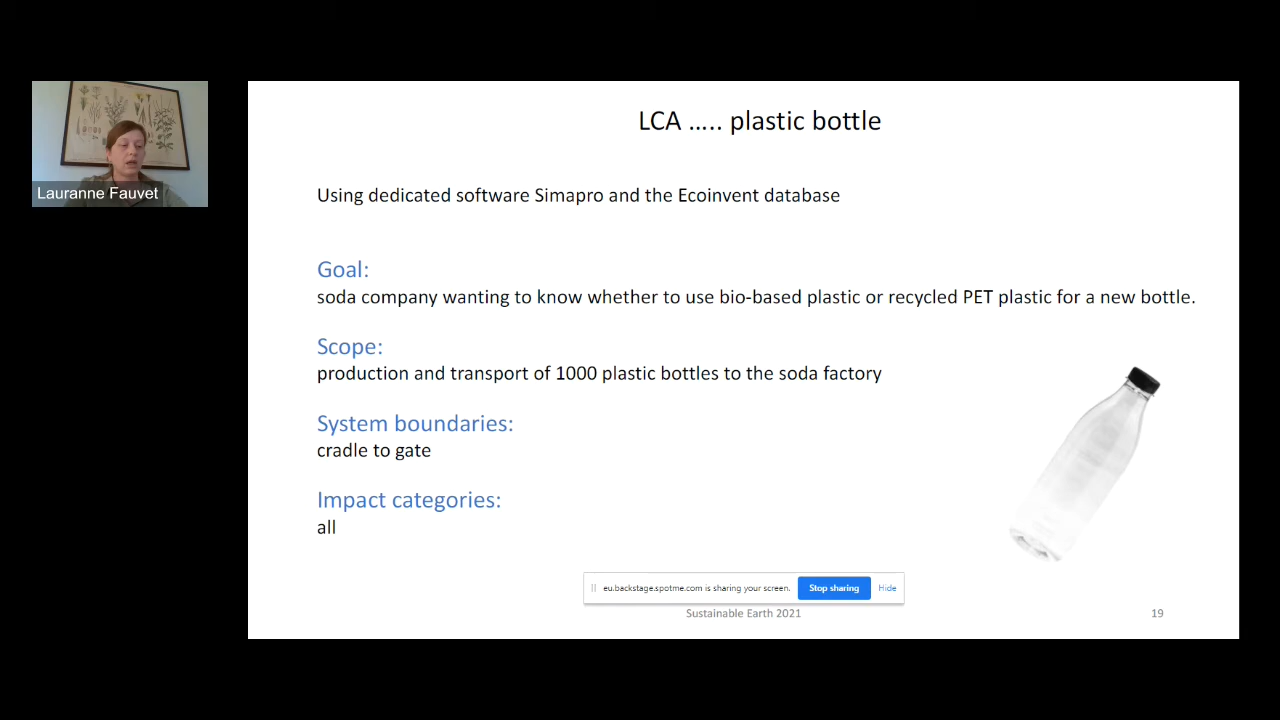 LCA ….. plastic bottle
Lauranne Fauvet
Using dedicated software Simapro and the Ecoinvent database
Goal:
soda company wanting to know whether to use bio-based plastic or recycled PET plastic for a new bottle.
Scope:
production and transport of 1000 plastic bottles to the soda factory
System boundaries:
cradle to gate
Impact categories:
all
eu.backstage.spotme.com is sharing your screen. Stop sharing Hide
Sustainable Earth 2021 19